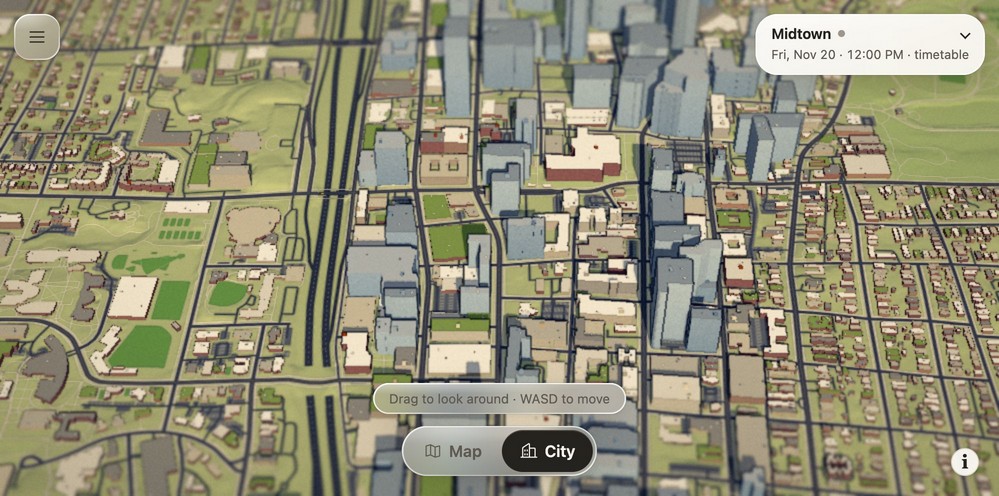 Midtown
Fri, Nov 20 · 12:00 PM · timetable
Drag to look around · WASD to move
Map
City
i